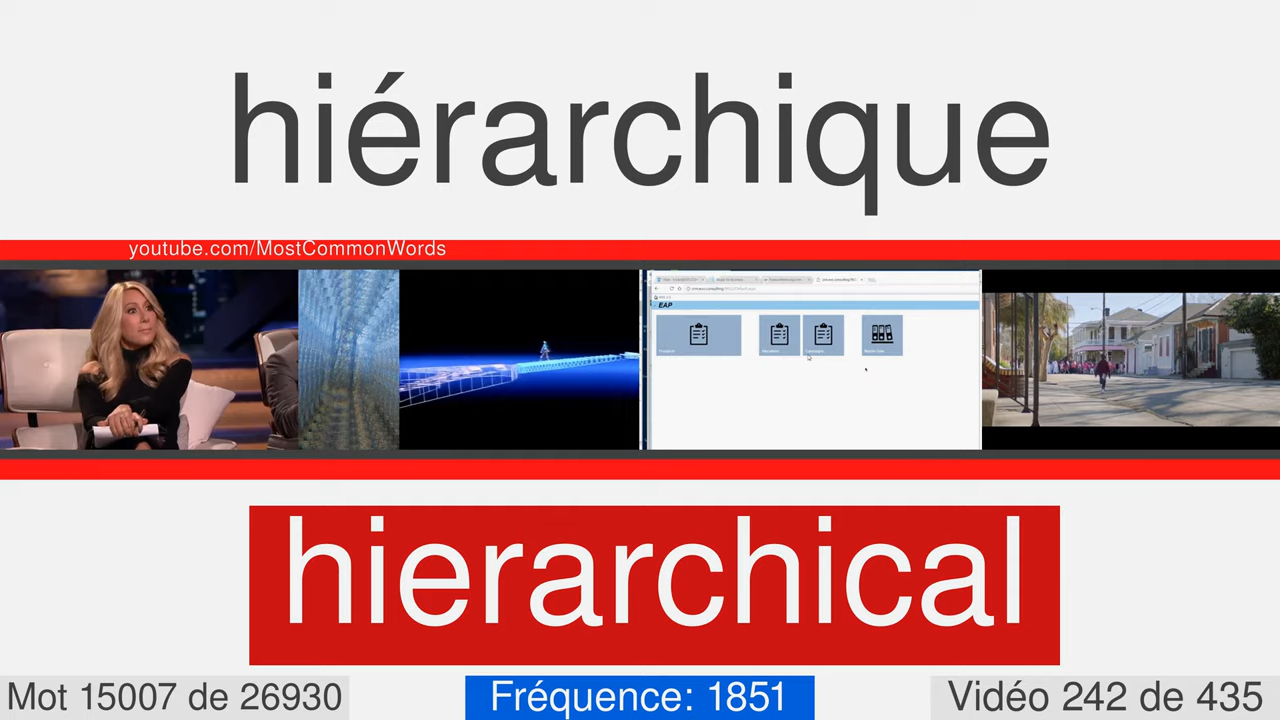 hiérarchique
youtube.com/MostCommonWords
EAP
hierarchical
Mot 15007 de 26930
Fréquence: 1851
Vidéo 242 de 435